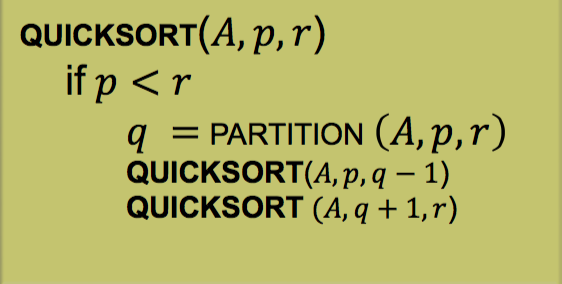 QUICKSORT(A, p, r)
if p < r
q = PARTITION (A, p, r)
QUICKSORT(A, p, q − 1)
QUICKSORT (A, q + 1, r)